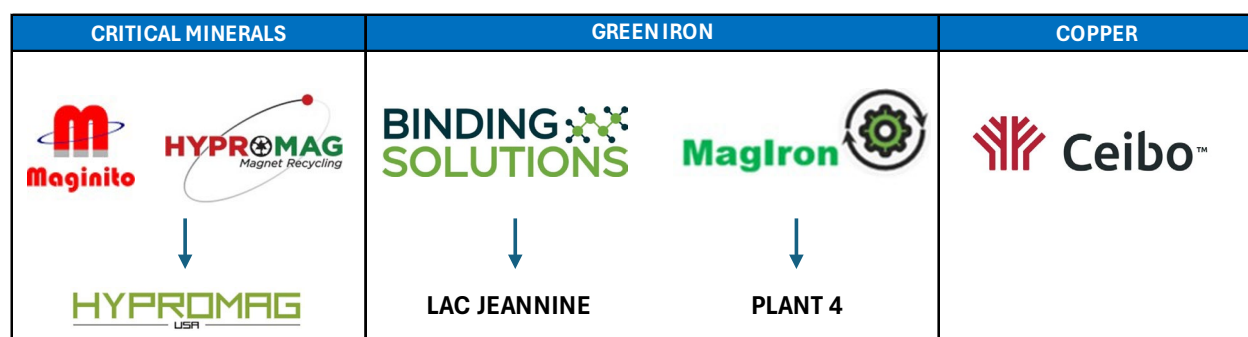 CRITICAL MINERALS
GREEN IRON
COPPER
Maginito
HYPROMAG
Magnet Recycling
BINDING
SOLUTIONS
MagIron
Ceibo™
HYPROMAG
USA
LAC JEANNINE
PLANT 4